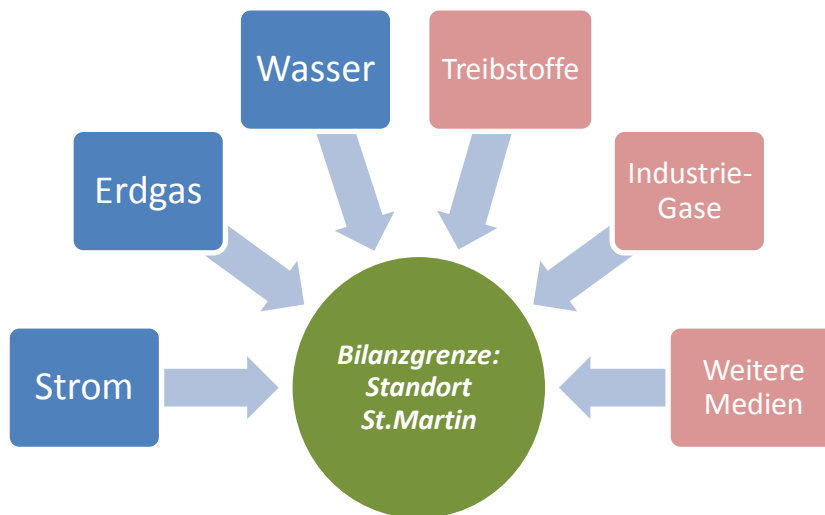 Wasser
Treibstoffe
Erdgas
Industrie-
Gase
Strom
Bilanzgrenze:
Standort
St.Martin
Weitere
Medien